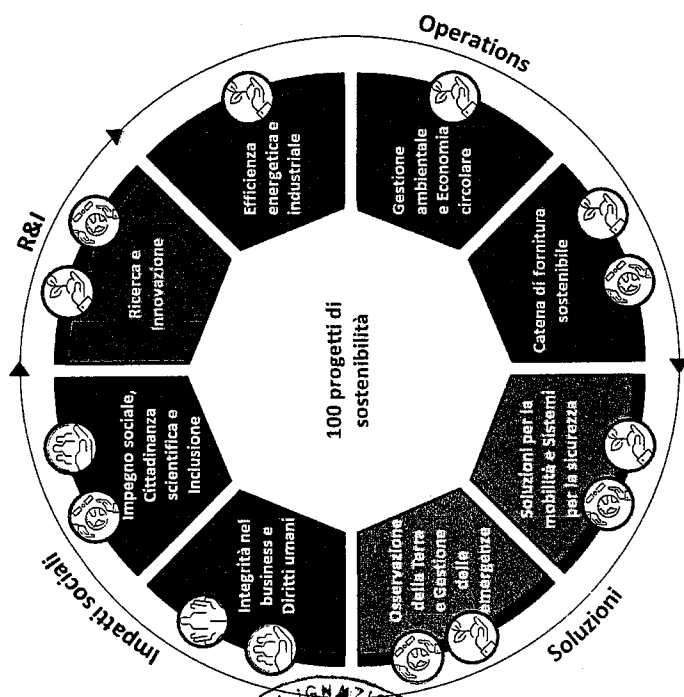 R&I
Ricerca e
Innovazione
Operations
Efficienza
energetica e
industriale
Gestione
ambientale
e Economia
circolare
Catena di fornitura
sostenibile
Soluzioni
Soluzioni per la
mobilità e Sistemi
per la sicurezza
Osservazione
della Terra
e Gestione
delle
emergenze
Impatti sociali
Integrità nel
business e
Diritti umani
Impegno sociale,
Cittadinanza
scientifica e
Inclusione
100 progetti di
sostenibilità